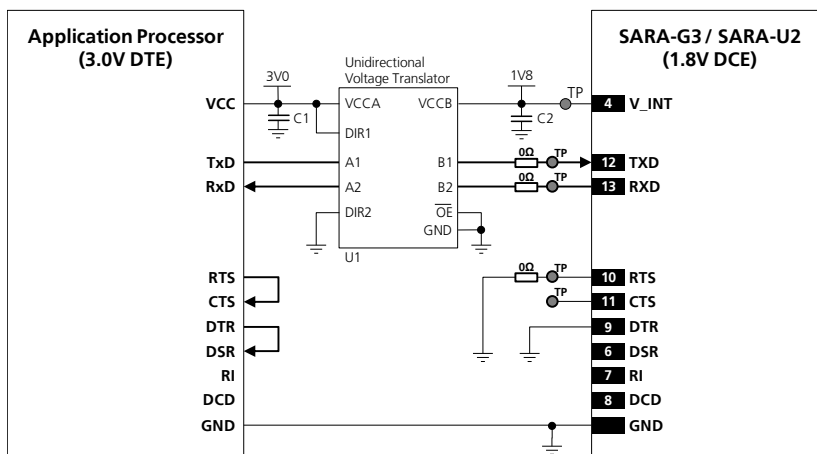 Application Processor
(3.0V DTE)
SARA-G3 / SARA-U2
(1.8V DCE)
Unidirectional
Voltage Translator
3V0
1V8
TP
VCC
VCCA
VCCB
4
V_INT
C1
C2
DIR1
0Ω
TP
TxD
A1
B1
12
TXD
0Ω
TP
RxD
A2
B2
13
RXD
DIR2
OE
GND
U1
0Ω
TP
RTS
10
RTS
TP
CTS
11
CTS
DTR
9
DTR
DSR
6
DSR
RI
7
RI
DCD
8
DCD
GND
GND